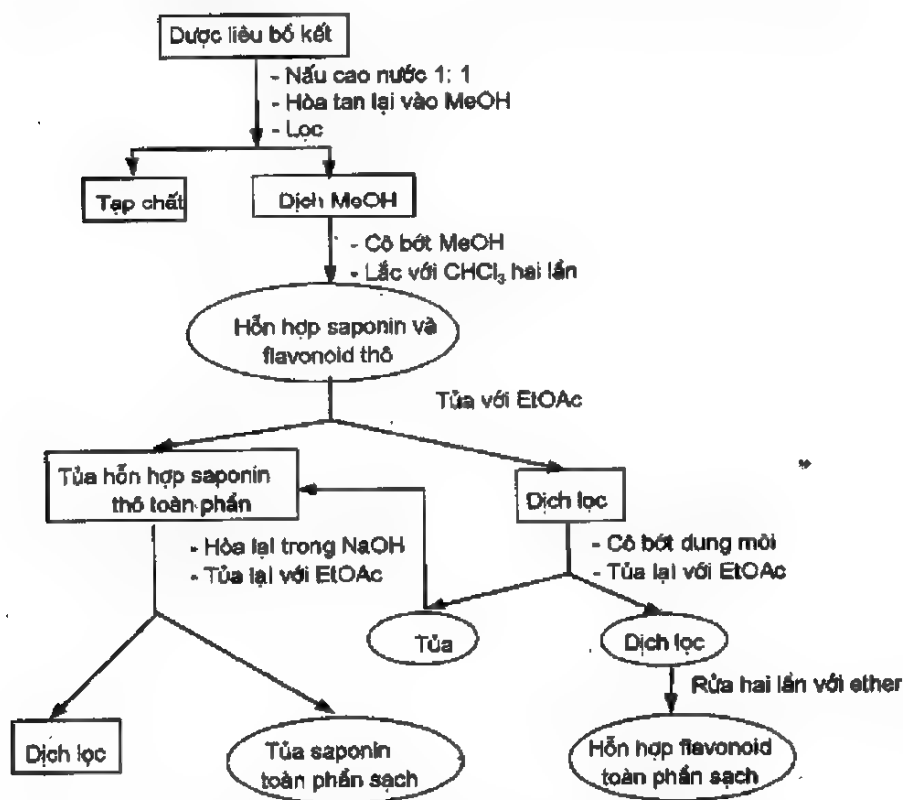 Dược liệu bồ kết
- Nấu cao nước 1: 1
- Hòa tan lại vào MeOH
- Lọc
Tạp chất
Dịch MeOH
- Cô bớt MeOH
- Lắc với CHCl₃ hai lần
Hỗn hợp saponin và
flavonoid thô
Tủa với EtOAc
Tủa hỗn hợp saponin
thô toàn phần
Dịch lọc
- Hòa lại trong NaOH
- Tủa lại với EtOAc
- Cô bớt dung môi
- Tủa lại với EtOAc
Tủa
Dịch lọc
Rửa hai lần với ether
Dịch lọc
Tủa saponin
toàn phần sạch
Hỗn hợp flavonoid
toàn phần sạch